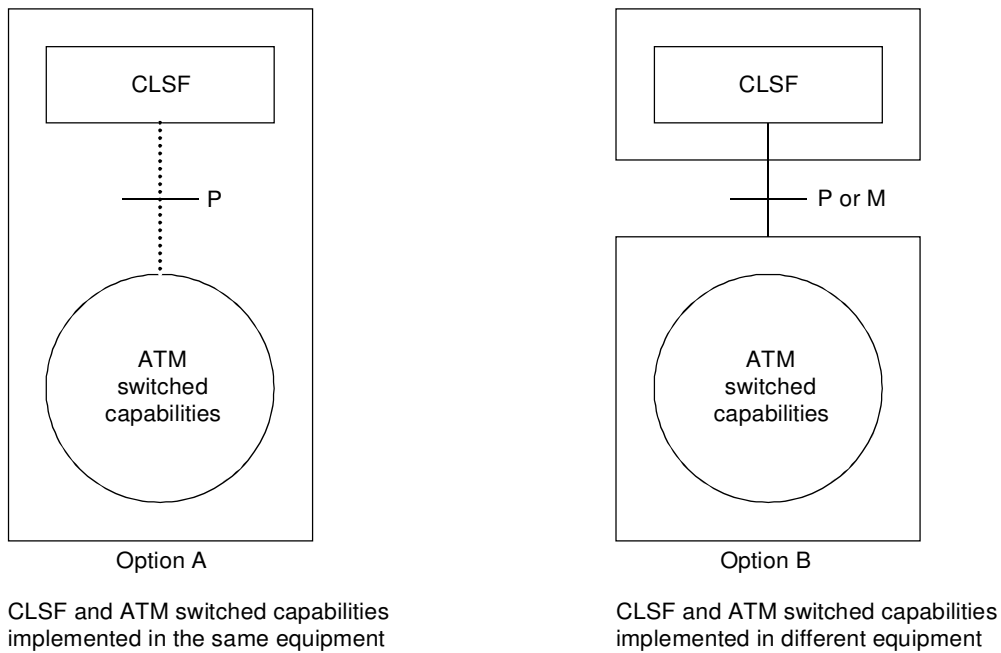 CLSF
P
ATM
switched
capabilities
Option A
CLSF and ATM switched capabilities
implemented in the same equipment
CLSF
P or M
ATM
switched
capabilities
Option B
CLSF and ATM switched capabilities
implemented in different equipment